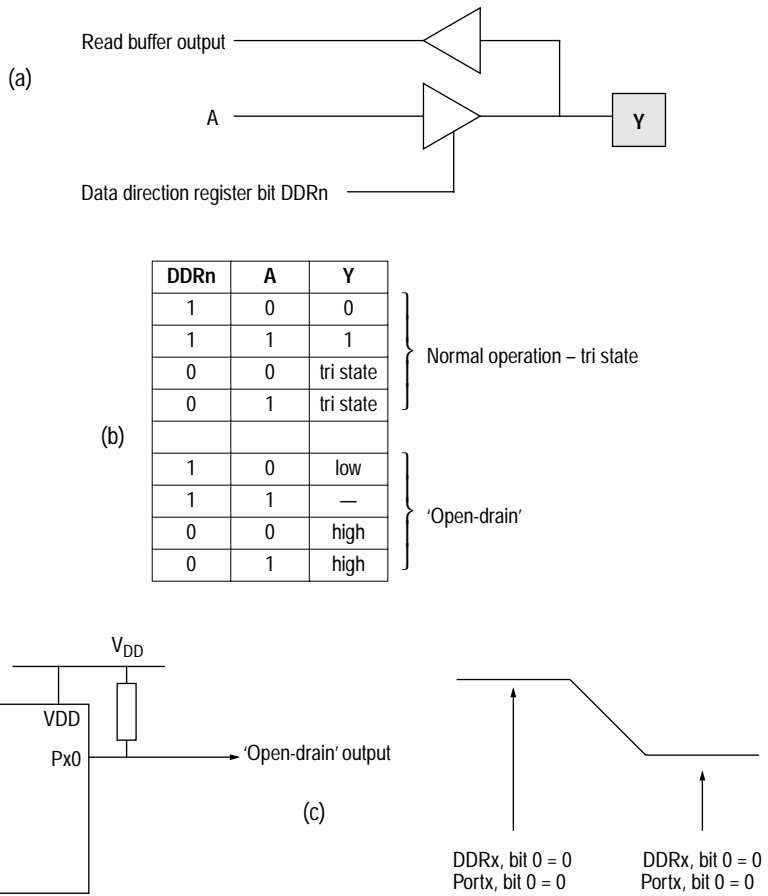 Read buffer output
(a)
A
Y
Data direction register bit DDRn
DDRn A Y
1 0 0
1 1 1
0 0 tri state
0 1 tri state
Normal operation – tri state
(b)
1 0 low
1 1 —
0 0 high
0 1 high
'Open-drain'
VDD
VDD
Px0
'Open-drain' output
(c)
DDRx, bit 0 = 0
Portx, bit 0 = 0
DDRx, bit 0 = 0
Portx, bit 0 = 0